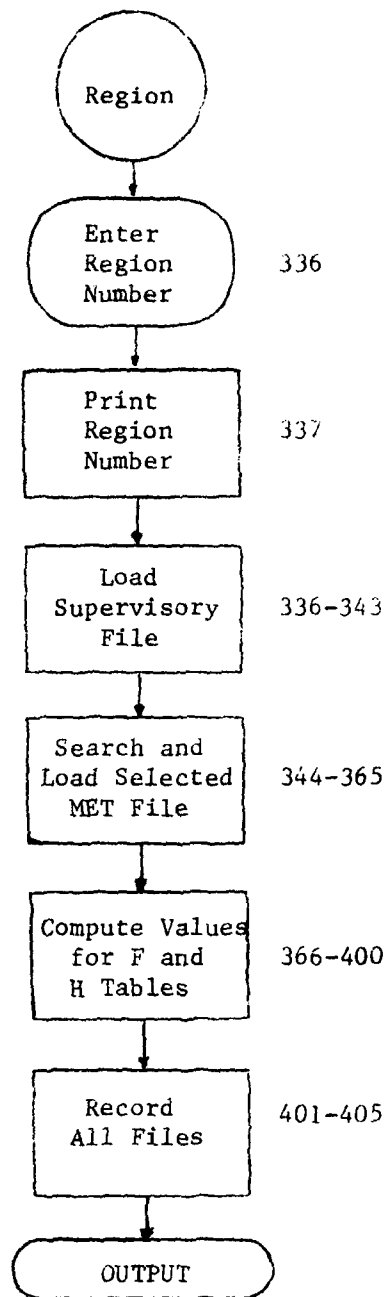 Region
Enter
Region
Number
336
Print
Region
Number
337
Load
Supervisory
File
336-343
Search and
Load Selected
MET File
344-365
Compute Values
for F and
H Tables
366-400
Record
All Files
401-405
OUTPUT